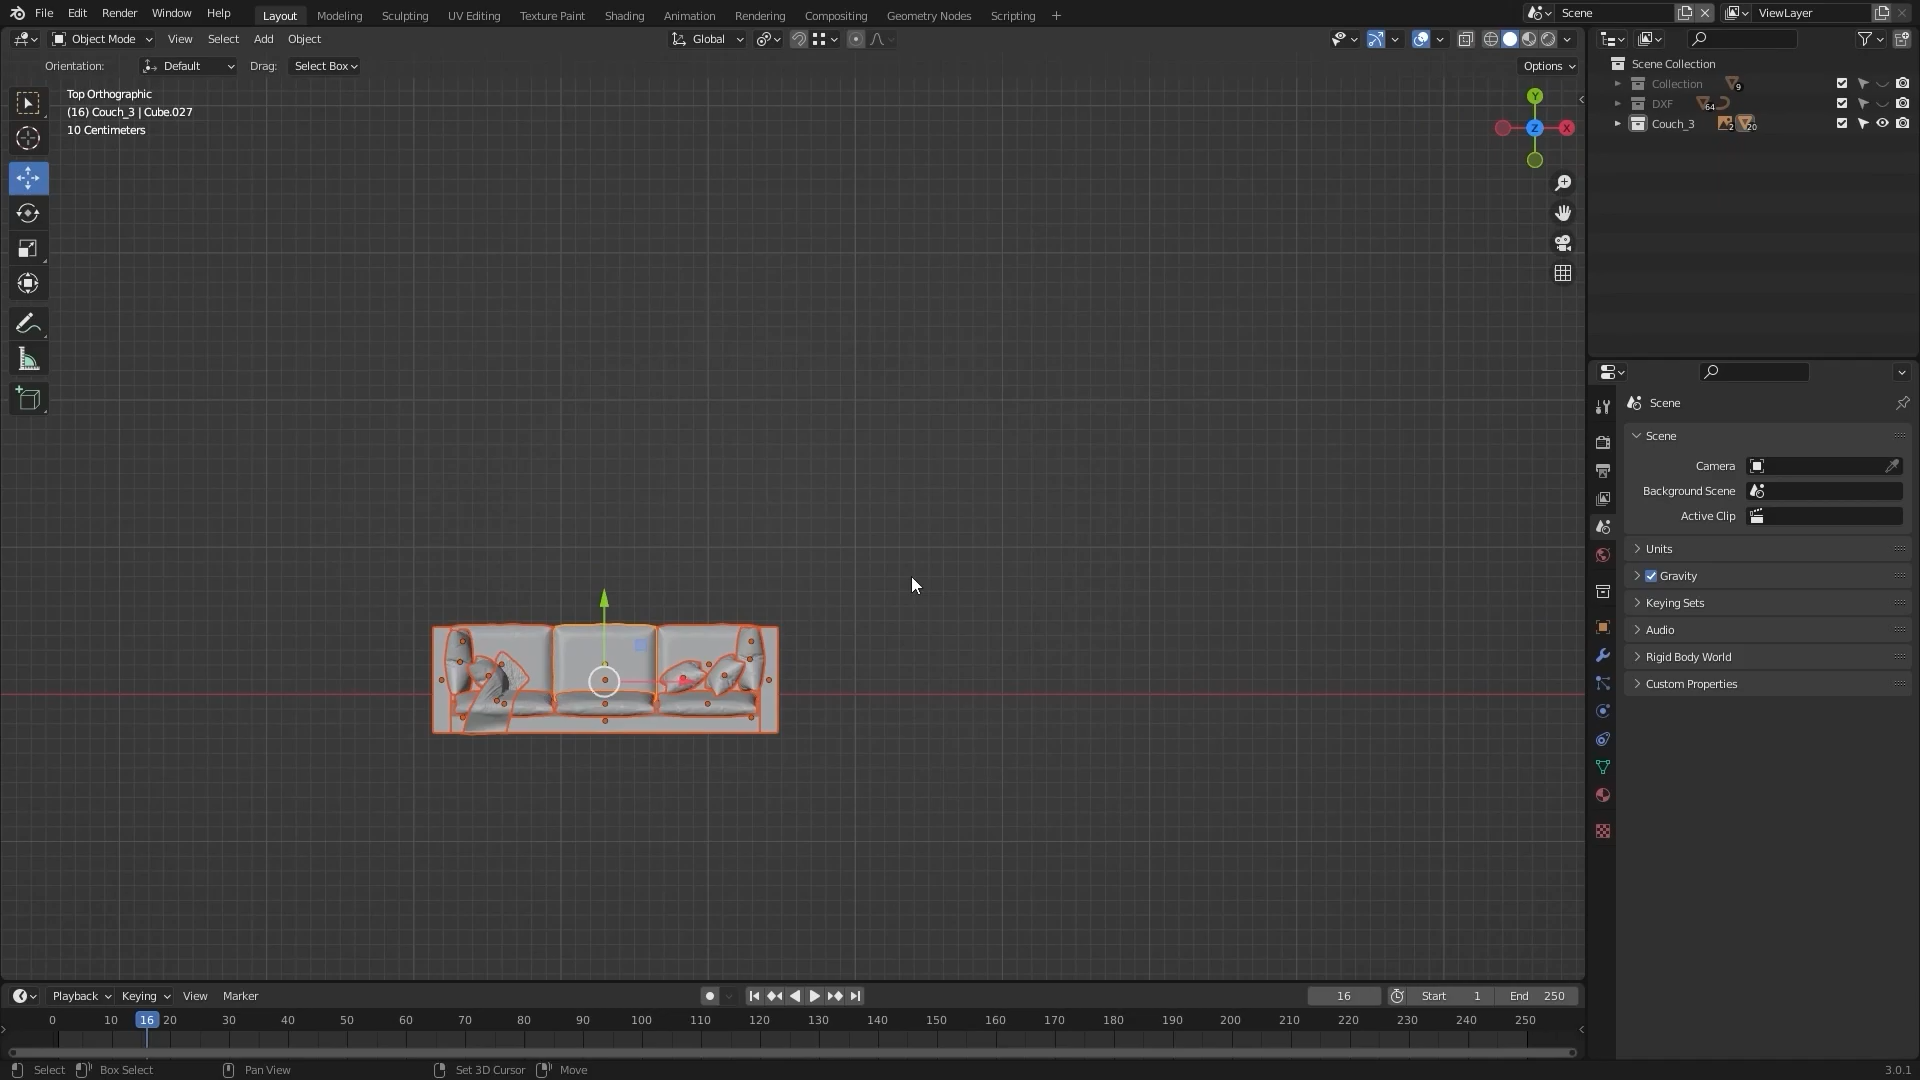 File Edit Render Window Help Layout Modeling Sculpting UV Editing Texture Paint Shading Animation Rendering Compositing Geometry Nodes Scripting + Scene ViewLayer
Object Mode View Select Add Object Global
Orientation: Default Drag: Select Box Options
Top Orthographic
(16) Couch_3 | Cube.027
10 Centimeters
Y
Z
X
Scene Collection
Collection 9
DXF 64
Couch_3 2 20
Scene
Scene
Camera
Background Scene
Active Clip
Units
Gravity
Keying Sets
Audio
Rigid Body World
Custom Properties
Playback Keying View Marker 16 Start 1 End 250
0 10 16 20 30 40 50 60 70 80 90 100 110 120 130 140 150 160 170 180 190 200 210 220 230 240 250
Select Box Select Pan View Set 3D Cursor Move 3.0.1